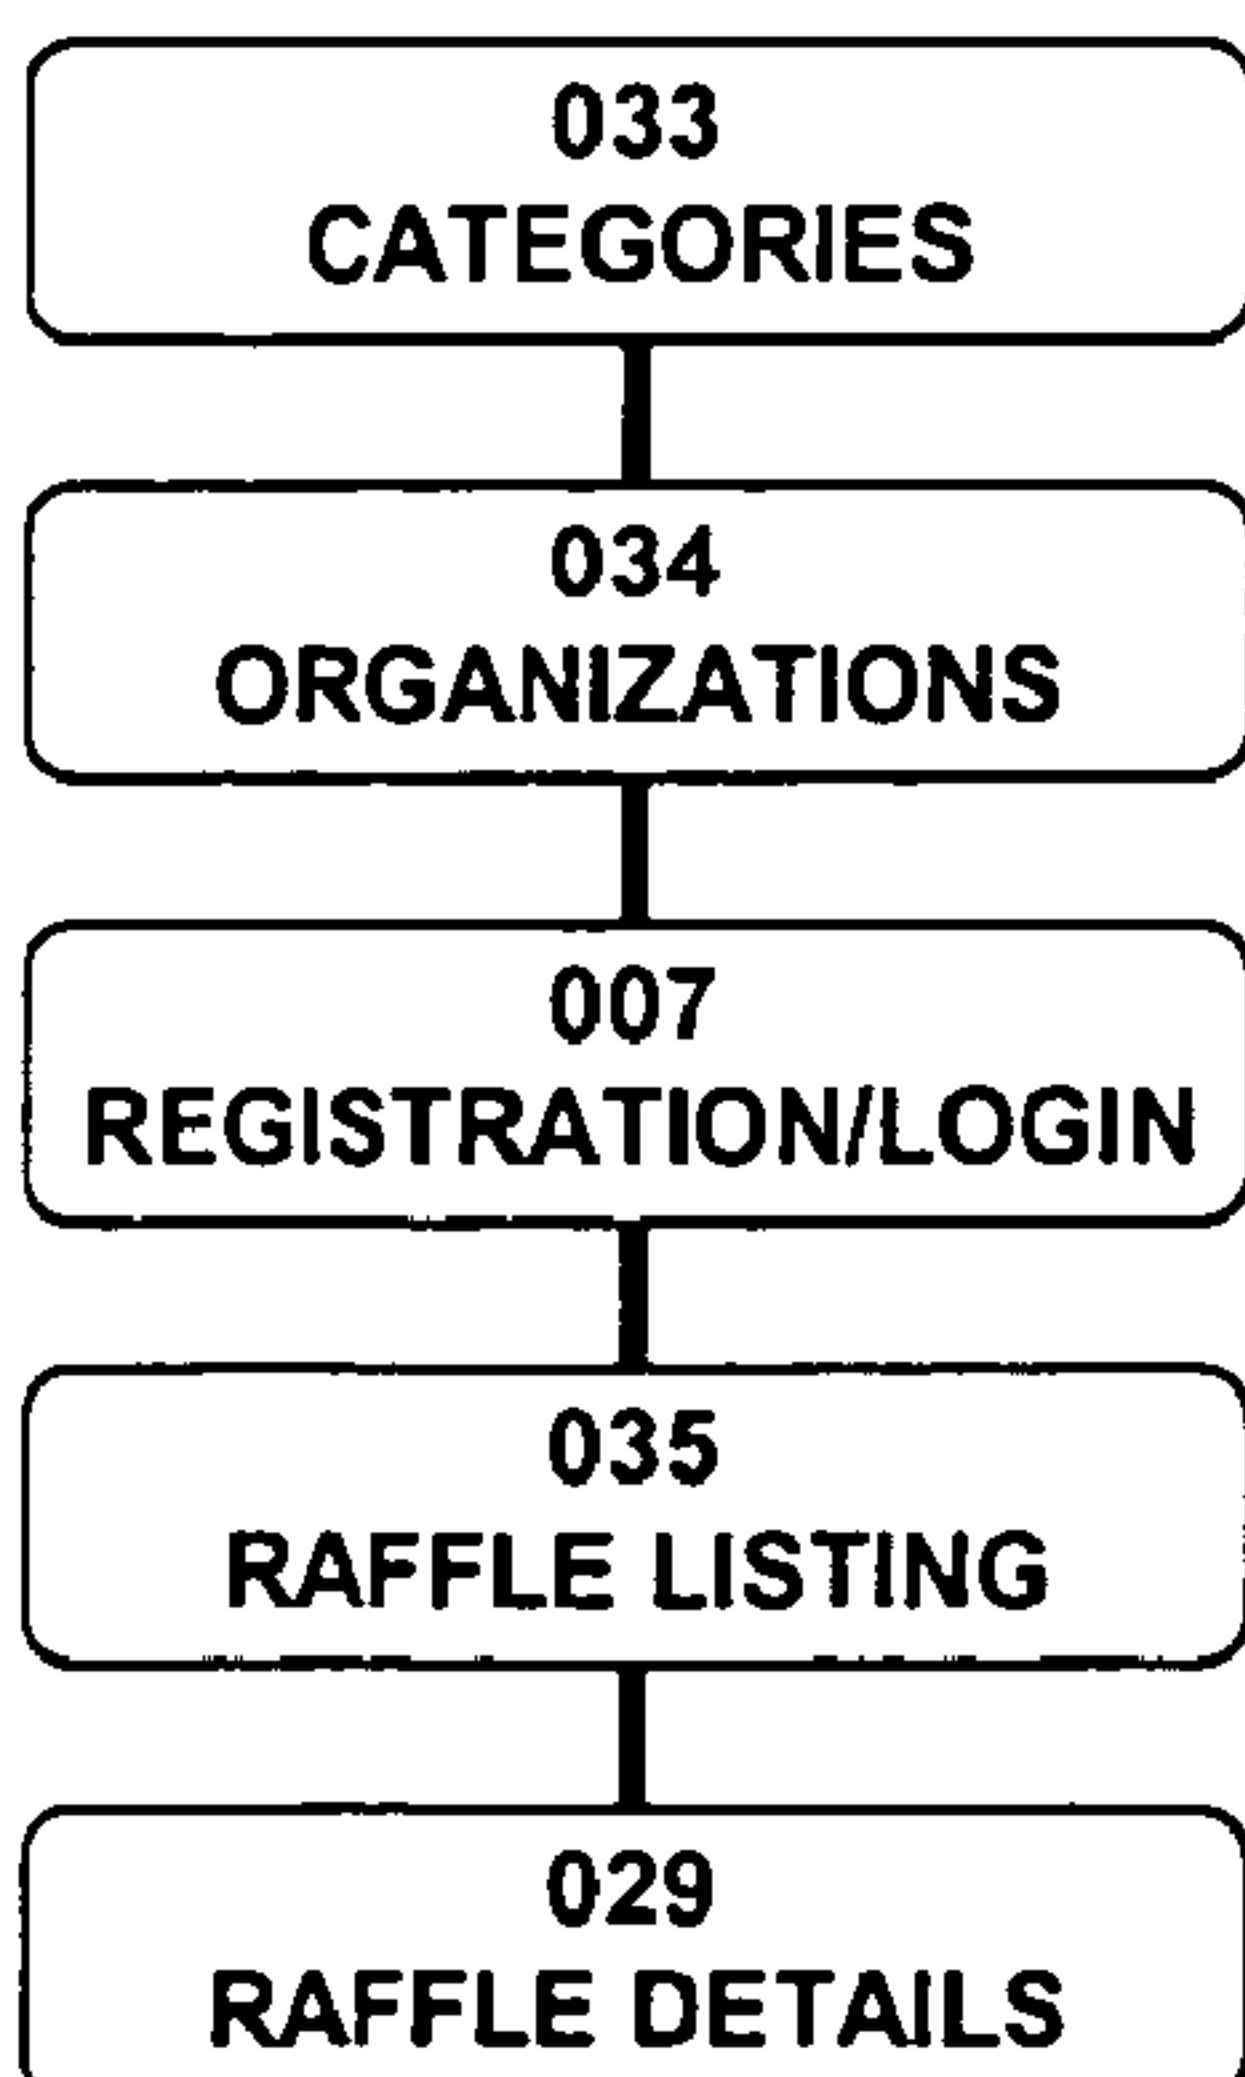 033
CATEGORIES
034
ORGANIZATIONS
007
REGISTRATION/LOGIN
035
RAFFLE LISTING
029
RAFFLE DETAILS